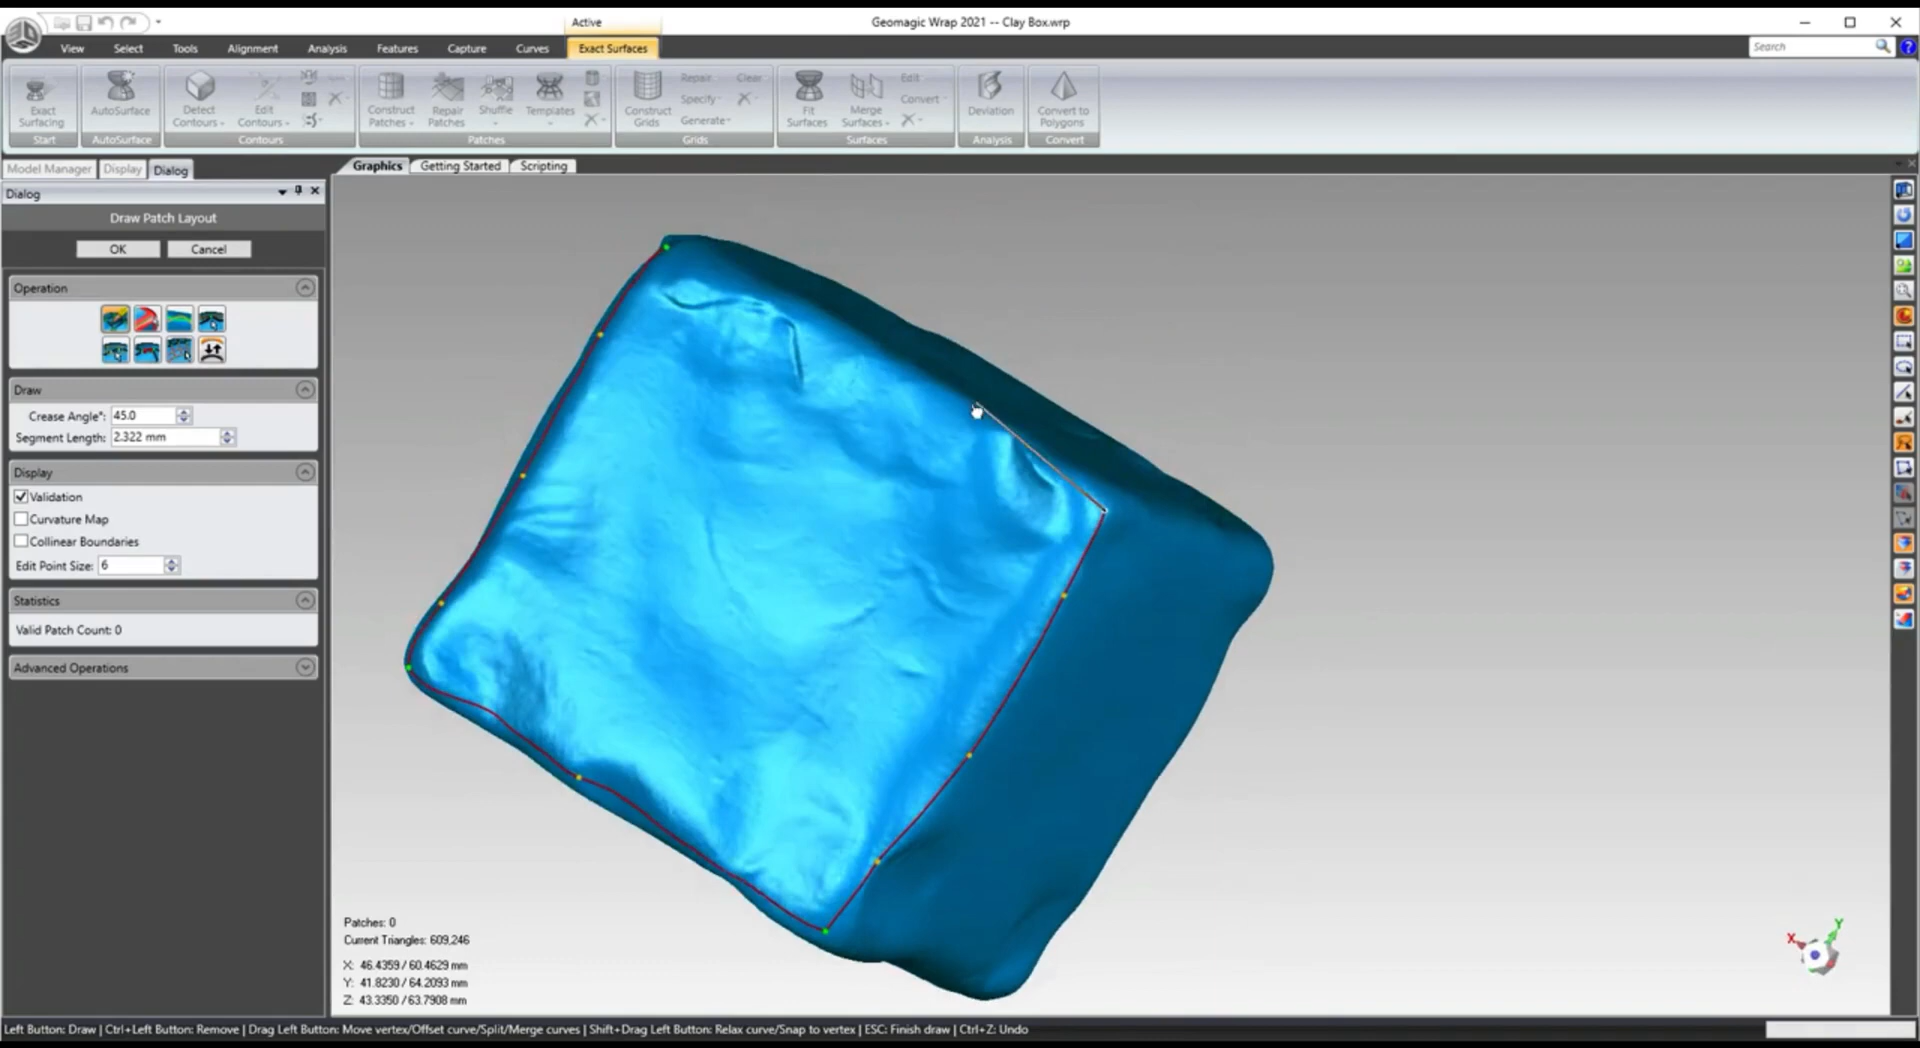 Active
Geomagic Wrap 2021 -- Clay Box.wrp
View Select Tools Alignment Analysis Features Capture Curves Exact Surfaces
Search
Exact Surfacing
AutoSurface
Detect Contours
Edit Contours
Construct Patches
Repair Patches
Shuffle
Templates
Construct Grids
Repair
Specify
Generate
Clear
Fit Surfaces
Merge Surfaces
Edit
Convert
Deviation
Convert to Polygons
Start AutoSurface Contours Patches Grids Surfaces Analysis Convert
Model Manager Display Dialog
Graphics Getting Started Scripting
Dialog
Draw Patch Layout
OK Cancel
Operation
Draw
Crease Angle°: 45.0
Segment Length: 2.322 mm
Display
Validation
Curvature Map
Collinear Boundaries
Edit Point Size: 6
Statistics
Valid Patch Count: 0
Advanced Operations
Patches: 0
Current Triangles: 609,246
X: 46.4359 / 60.4629 mm
Y: 41.8230 / 64.2093 mm
Z: 43.3350 / 63.7908 mm
X Y
Left Button: Draw | Ctrl+Left Button: Remove | Drag Left Button: Move vertex/Offset curve/Split/Merge curves | Shift+Drag Left Button: Relax curve/Snap to vertex | ESC: Finish draw | Ctrl+Z: Undo